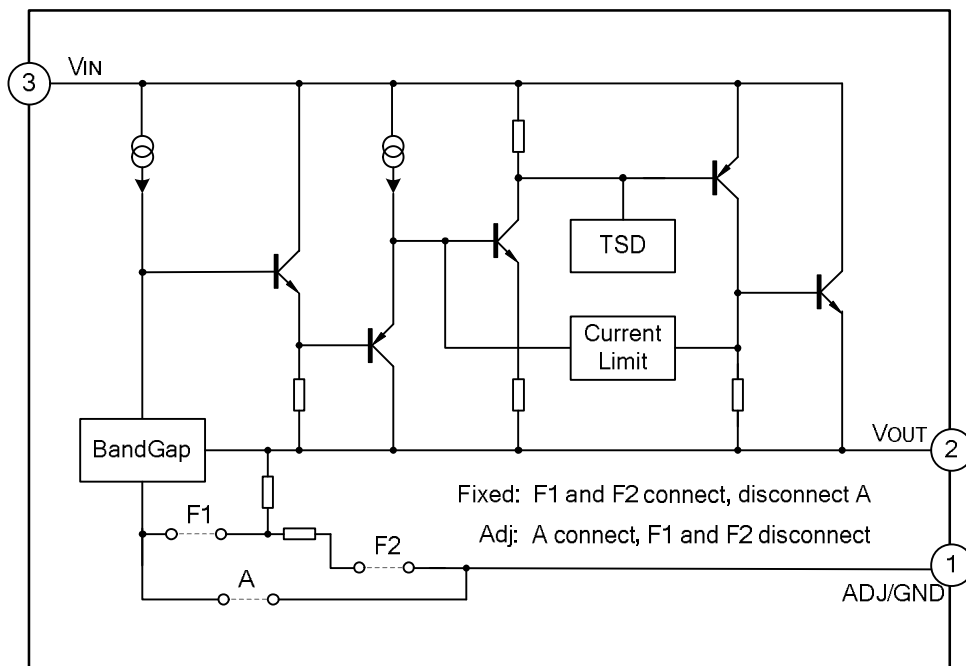 3
VIN
TSD
Current
Limit
BandGap
VOUT
2
Fixed: F1 and F2 connect, disconnect A
F1
Adj: A connect, F1 and F2 disconnect
F2
A
1
ADJ/GND